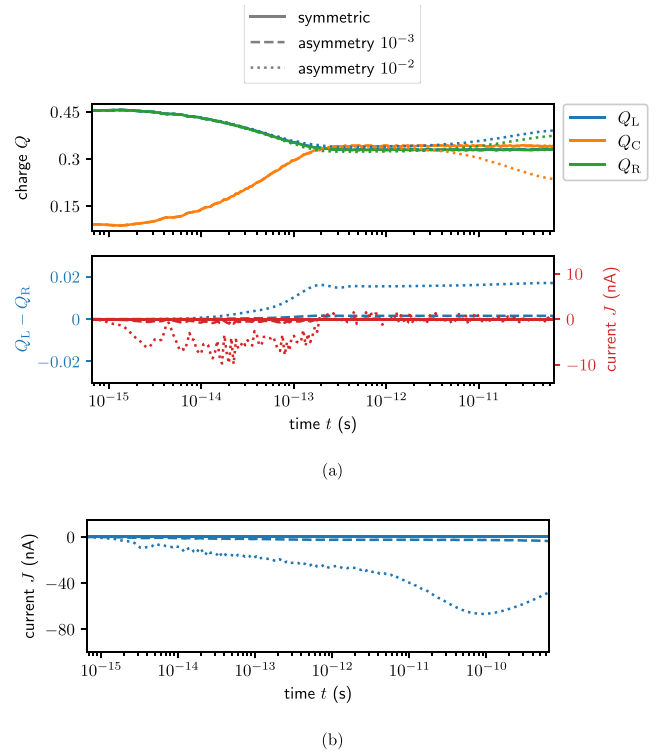 symmetric
asymmetry 10⁻³
asymmetry 10⁻²
0.45
0.3
0.15
charge Q
Q_L
Q_C
Q_R
0.02
0
−0.02
Q_L − Q_R
10
0
−10
current J (nA)
10⁻¹⁵ 10⁻¹⁴ 10⁻¹³ 10⁻¹² 10⁻¹¹
time t (s)
(a)
0
−40
−80
current J (nA)
10⁻¹⁵ 10⁻¹⁴ 10⁻¹³ 10⁻¹² 10⁻¹¹ 10⁻¹⁰
time t (s)
(b)